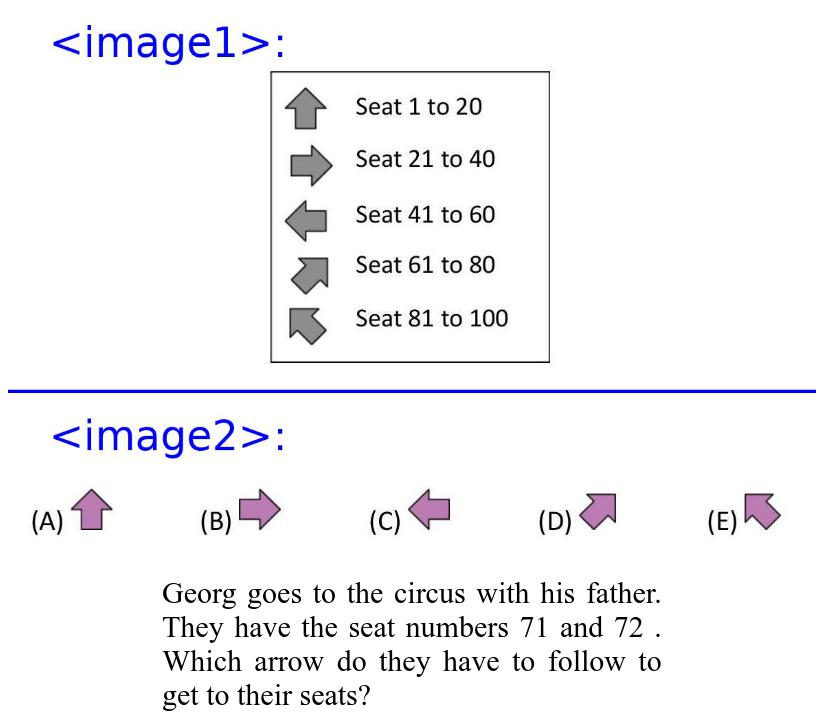 <image1>:
Seat 1 to 20
Seat 21 to 40
Seat 41 to 60
Seat 61 to 80
Seat 81 to 100
<image2>:
(A) (B) (C) (D) (E)
Georg goes to the circus with his father.
They have the seat numbers 71 and 72 .
Which arrow do they have to follow to
get to their seats?